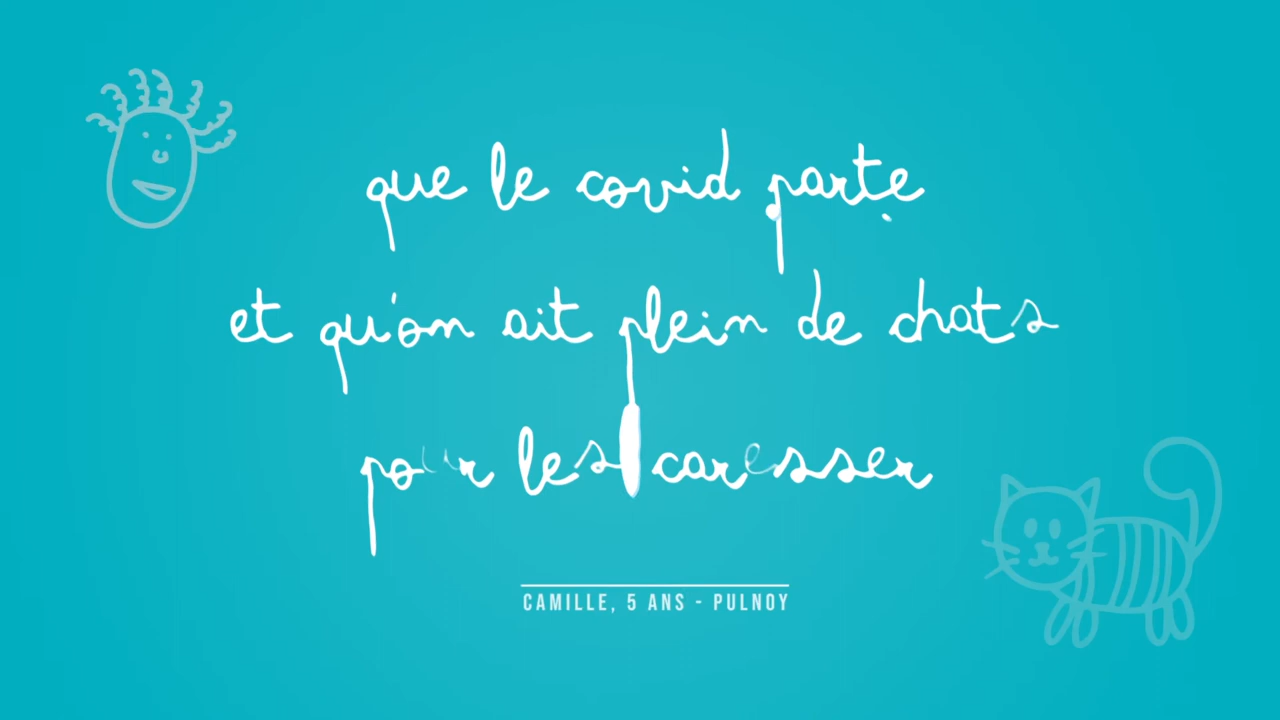 que le covid parte
et qu'on ait plein de chats
pour les caresser
CAMILLE, 5 ANS - PULNOY